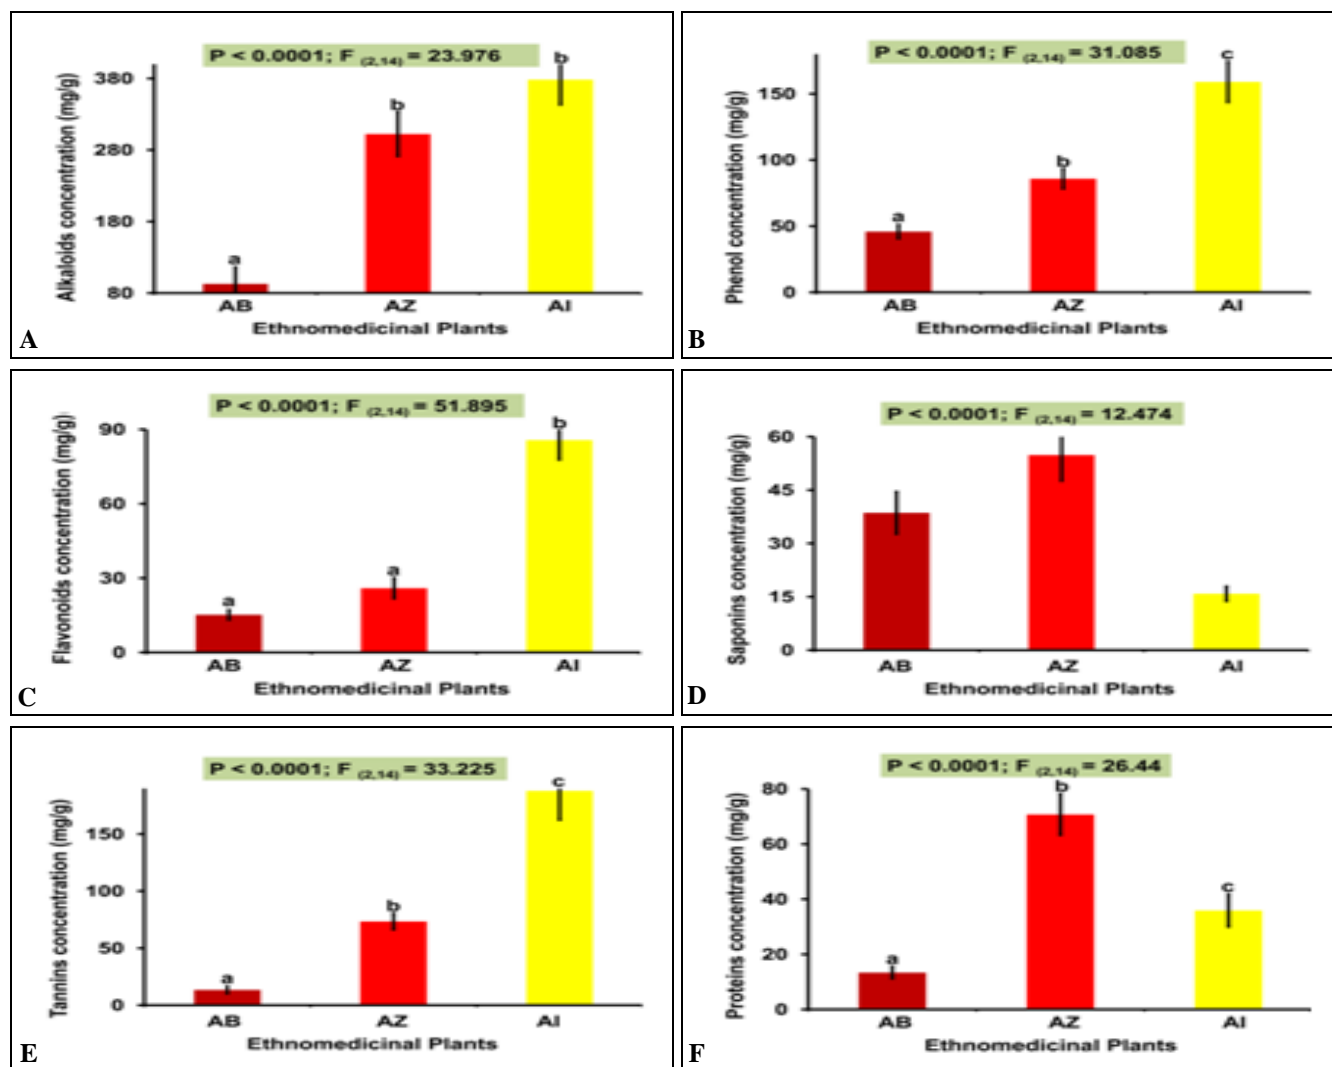 P < 0.0001; F (2,14) = 23.976
Alkaloids concentration (mg/g)
380
280
180
80
a
b
b
AB AZ AI
Ethnomedicinal Plants
A
P < 0.0001; F (2,14) = 31.085
Phenol concentration (mg/g)
150
100
50
0
a
b
c
AB AZ AI
Ethnomedicinal Plants
B
P < 0.0001; F (2,14) = 51.895
Flavonoids concentration (mg/g)
90
60
30
0
a
a
b
AB AZ AI
Ethnomedicinal Plants
C
P < 0.0001; F (2,14) = 12.474
Saponins concentration (mg/g)
60
45
30
15
0
AB AZ AI
Ethnomedicinal Plants
D
P < 0.0001; F (2,14) = 33.225
Tannins concentration (mg/g)
150
100
50
0
a
b
c
AB AZ AI
Ethnomedicinal Plants
E
P < 0.0001; F (2,14) = 26.44
Proteins concentration (mg/g)
80
60
40
20
0
a
b
c
AB AZ AI
Ethnomedicinal Plants
F